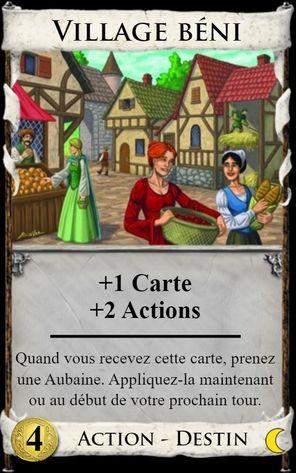 VILLAGE BÉNI
+1 Carte
+2 Actions
Quand vous recevez cette carte, prenez
une Aubaine. Appliquez-la maintenant
ou au début de votre prochain tour.
4 ACTION - DESTIN